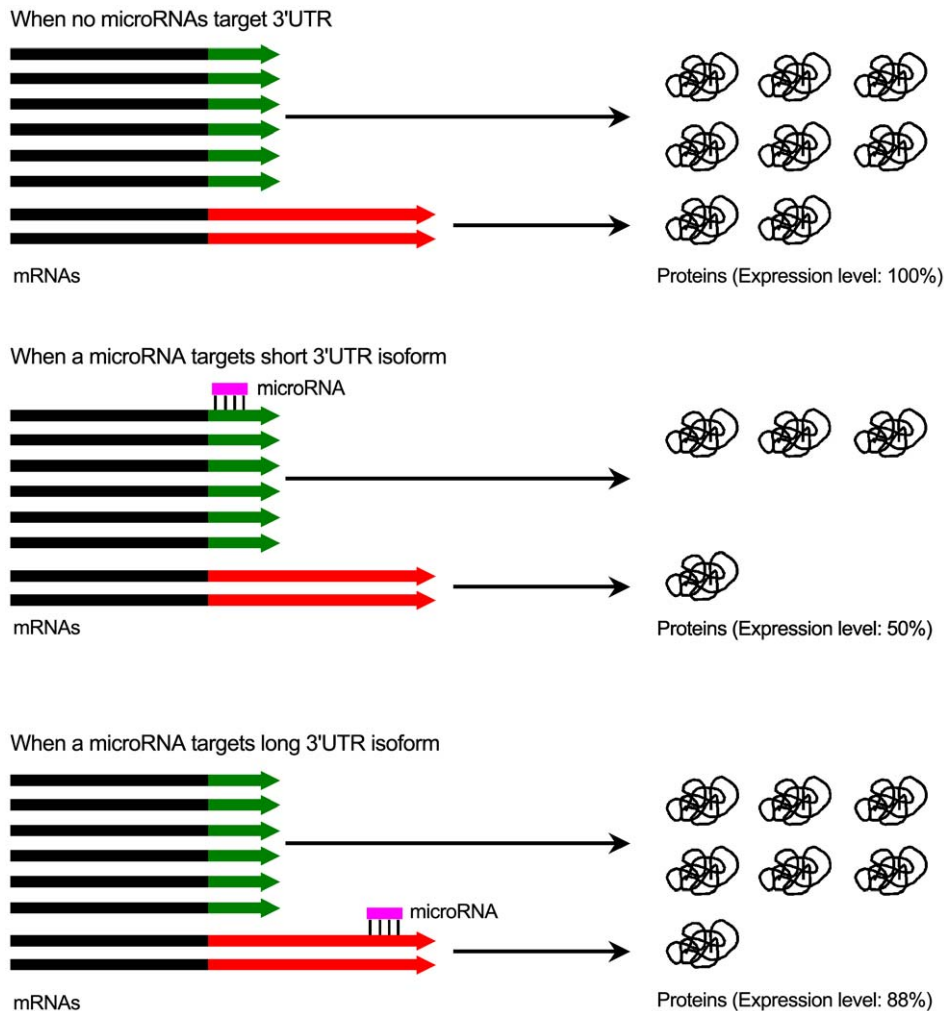 When no microRNAs target 3'UTR
mRNAs
Proteins (Expression level: 100%)
When a microRNA targets short 3'UTR isoform
microRNA
mRNAs
Proteins (Expression level: 50%)
When a microRNA targets long 3'UTR isoform
microRNA
mRNAs
Proteins (Expression level: 88%)